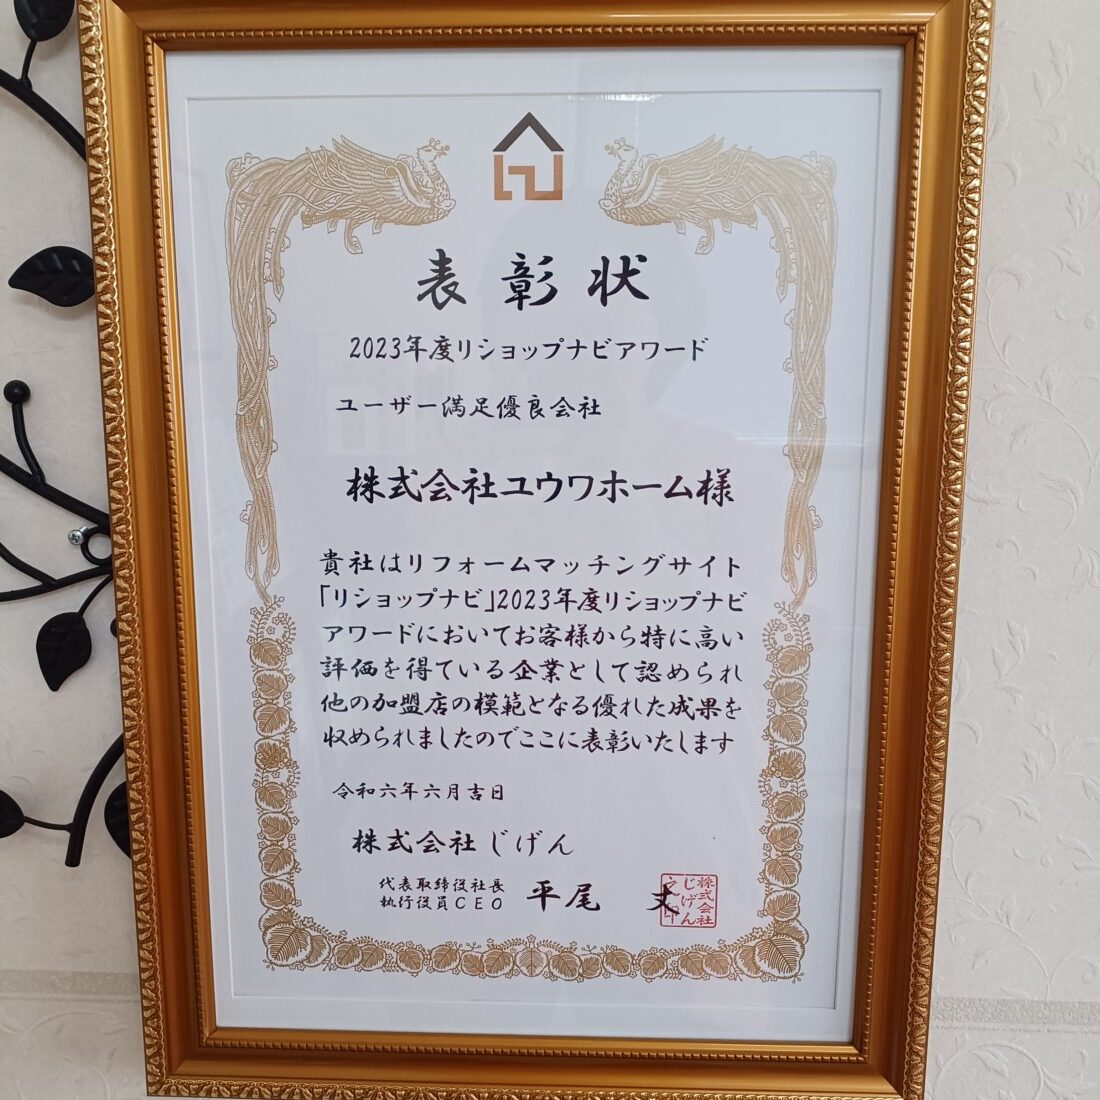 表彰状
2023年度リショップナビアワード
ユーザー満足優良会社
株式会社ユウワホーム様
貴社はリフォームマッチングサイト
「リショップナビ」2023年度リショップナビ
アワードにおいてお客様から特に高い
評価を得ている企業として認められ
他の加盟店の模範となる優れた成果を
収められましたのでここに表彰いたします
令和六年六月吉日
株式会社じげん
代表取締役社長
執行役員CEO
平尾 丈
株式会社
じげん